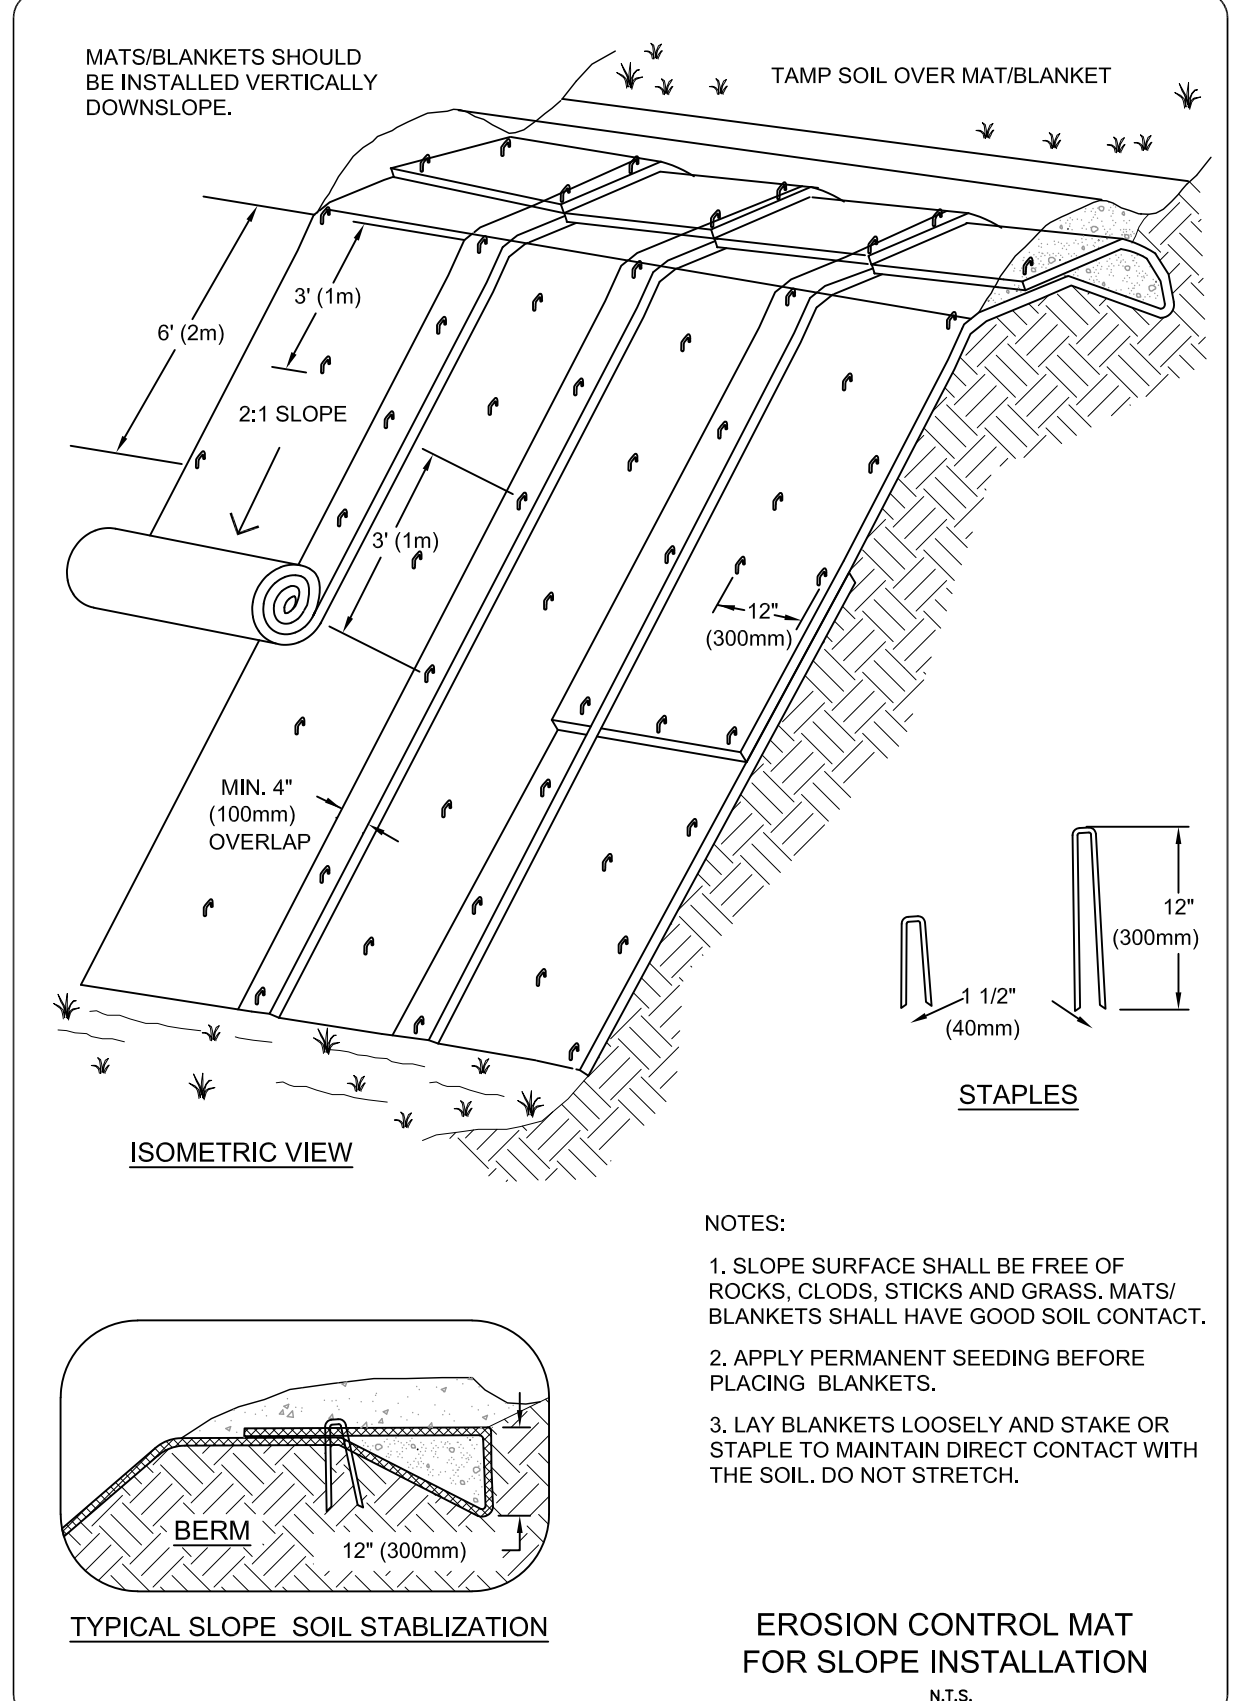 MATS/BLANKETS SHOULD
BE INSTALLED VERTICALLY
DOWNSLOPE.
TAMP SOIL OVER MAT/BLANKET
3' (1m)
6' (2m)
2:1 SLOPE
3' (1m)
12"
(300mm)
MIN. 4"
(100mm)
OVERLAP
12"
(300mm)
1 1/2"
(40mm)
STAPLES
ISOMETRIC VIEW
NOTES:
1. SLOPE SURFACE SHALL BE FREE OF
ROCKS, CLODS, STICKS AND GRASS. MATS/
BLANKETS SHALL HAVE GOOD SOIL CONTACT.
2. APPLY PERMANENT SEEDING BEFORE
PLACING BLANKETS.
3. LAY BLANKETS LOOSELY AND STAKE OR
STAPLE TO MAINTAIN DIRECT CONTACT WITH
THE SOIL. DO NOT STRETCH.
BERM
12" (300mm)
TYPICAL SLOPE SOIL STABLIZATION
EROSION CONTROL MAT
FOR SLOPE INSTALLATION
N.T.S.